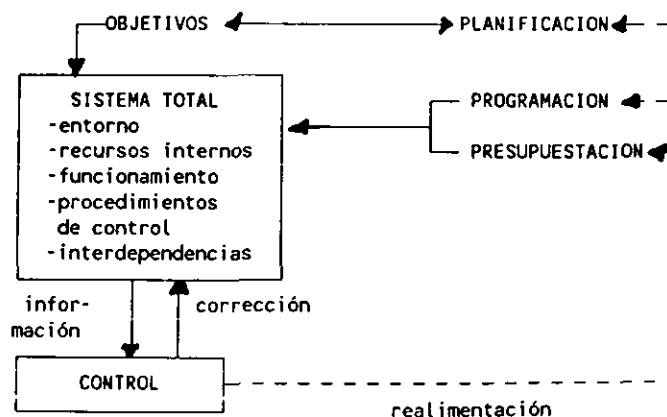 OBJETIVOS
PLANIFICACION
SISTEMA TOTAL
-entorno
-recursos internos
-funcionamiento
-procedimientos
de control
-interdependencias
PROGRAMACION
PRESUPUESTACION
infor-
mación
corrección
CONTROL
realimentación